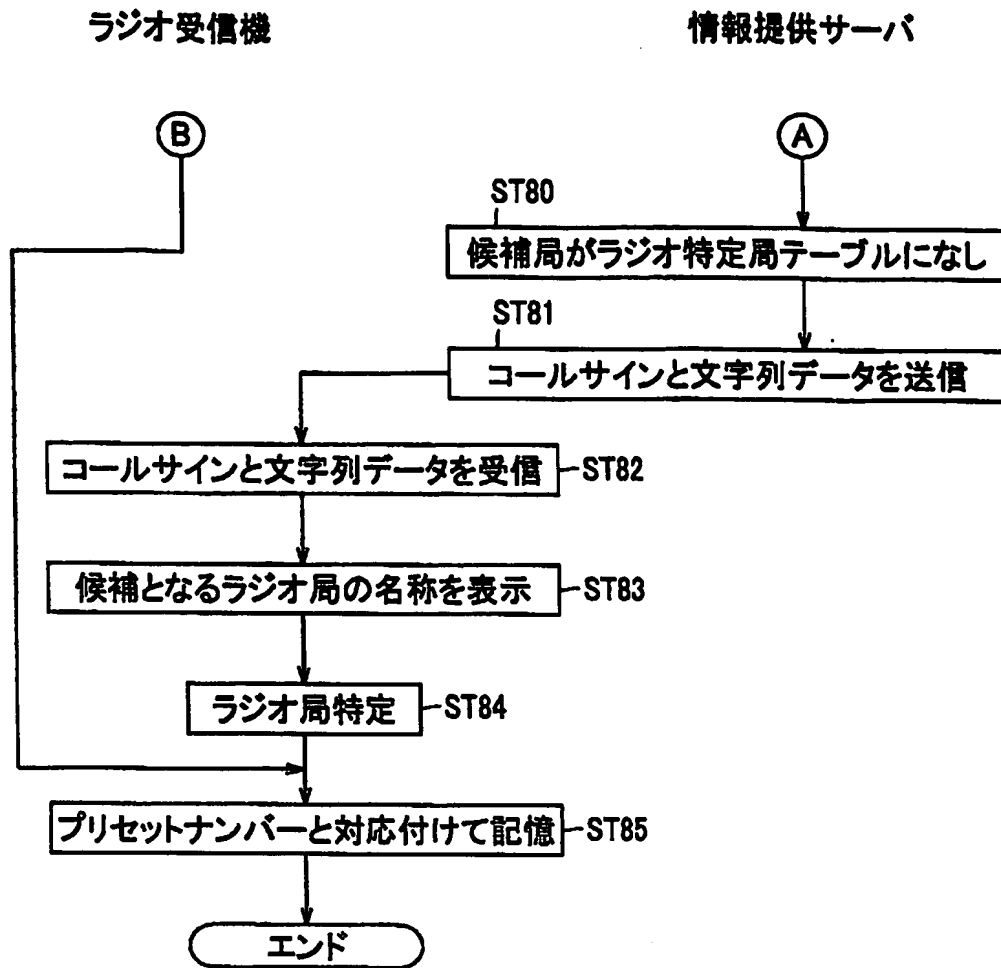 ラジオ受信機
情報提供サーバ
B
A
ST80
候補局がラジオ特定局テーブルになし
ST81
コールサインと文字列データを送信
コールサインと文字列データを受信
ST82
候補となるラジオ局の名称を表示
ST83
ラジオ局特定
ST84
プリセットナンバーと対応付けて記憶
ST85
エンド